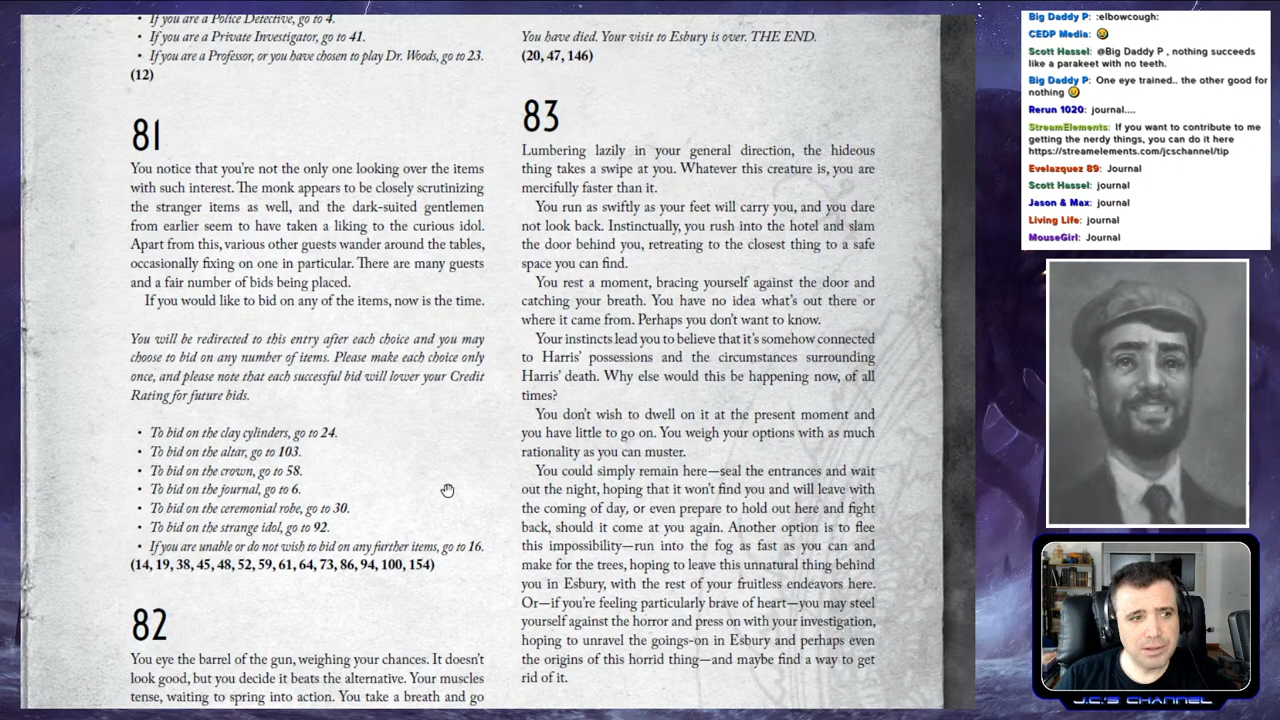 • If you are a Police Detective, go to 4.
• If you are a Private Investigator, go to 41.
• If you are a Professor, or you have chosen to play Dr. Woods, go to 23.
(12)
81
You notice that you're not the only one looking over the items
with such interest. The monk appears to be closely scrutinizing
the stranger items as well, and the darkly suited gentlemen
from earlier seem to have taken a liking to the curious idol.
Apart from this, various other guests wander around the tables,
occasionally fixing on one in particular. There are many guests
and a fair number of bids being placed.
If you would like to bid on any of the items, now is the time.
You will be redirected to this entry after each choice and you may
choose to bid on any number of items. Please make each choice only
once, and please note that each successful bid will lower your Credit
Rating for future bids.
• To bid on the clay cylinders, go to 24.
• To bid on the altar, go to 103.
• To bid on the crown, go to 58.
• To bid on the journal, go to 6.
• To bid on the ceremonial robe, go to 30.
• To bid on the strange idol, go to 92.
• If you are unable or do not wish to bid on any further items, go to 16.
(14, 19, 38, 45, 48, 52, 59, 61, 64, 73, 86, 94, 100, 154)
82
You eye the barrel of the gun, weighing your chances. It doesn't
look good, but you decide it beats the alternative. Your muscles
tense, waiting to spring into action. You take a breath and go
You have died. Your visit to Esbury is over. THE END.
(20, 47, 146)
83
Lumbering lazily in your general direction, the hideous
thing takes a swipe at you. Whatever this creature is, you are
mercifully faster than it.
You run as swiftly as your feet will carry you, and you dare
not look back. Instinctually, you rush into the hotel and slam
the door behind you, retreating to the closest thing to a safe
space you can find.
You rest a moment, bracing yourself against the door and
catching your breath. You have no idea what's out there or
where it came from. Perhaps you don't want to know.
Your instincts lead you to believe that it's somehow connected
to Harris' possessions and the circumstances surrounding
Harris' death. Why else would this be happening now, of all
times?
You don't wish to dwell on it at the present moment and
you have little to go on. You weigh your options with as much
rationality as you can muster.
You could simply remain here—seal the entrances and wait
out the night, hoping that it won't find you and will leave with
the coming of day, or even prepare to hold out here and fight
back, should it come at you again. Another option is to flee
this impossibility—run into the fog as fast as you can and
make for the trees, hoping to leave this unnatural thing behind
you in Esbury, with the rest of your fruitless endeavors here.
Or—if you're feeling particularly brave of heart—you may steel
yourself against the horror and press on with your investigation,
hoping to unravel the goings-on in Esbury and perhaps even
the origins of this horrid thing—and maybe find a way to get
rid of it.
Big Daddy P: :elbowcough:
CEDP Media:
Scott Hassel: @Big Daddy P , nothing succeeds
like a parakeet with no teeth.
Big Daddy P: One eye trained.. the other good for
nothing
Rerun 1020: journal....
StreamElements: If you want to contribute to me
getting the nerdy things, you can do it here
https://streamelements.com/jcschannel/tip
Evelazquez 89: Journal
Scott Hassel: journal
Jason & Max: journal
Living Life: journal
MouseGirl: Journal
J.C.'S CHANNEL